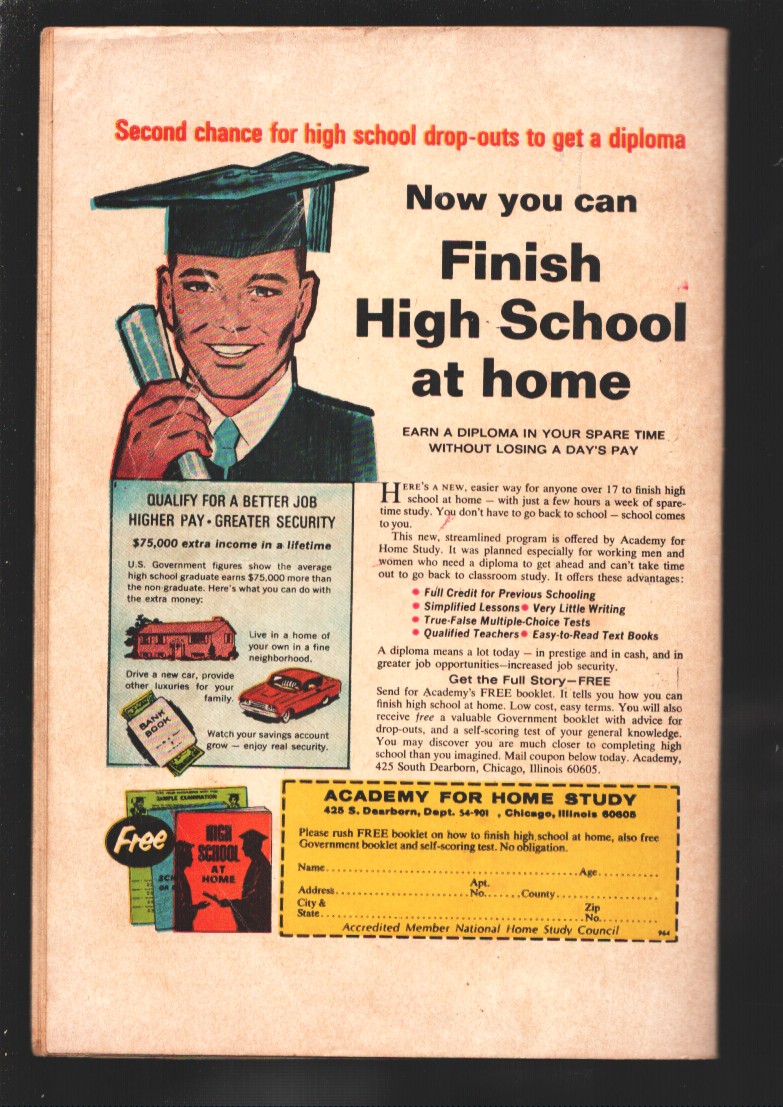 Second chance for high school drop-outs to get a diploma
Now you can
Finish
High School
at home
EARN A DIPLOMA IN YOUR SPARE TIME
WITHOUT LOSING A DAY'S PAY
QUALIFY FOR A BETTER JOB
HIGHER PAY • GREATER SECURITY
$75,000 extra income in a lifetime
U.S. Government figures show the average
high school graduate earns $75,000 more than
the non-graduate. Here's what you can do with
the extra money:
Live in a home of
your own in a fine
neighborhood.
Drive a new car, provide
other luxuries for your
family.
BANK
BOOK
Watch your savings account
grow — enjoy real security.
HERE'S A NEW, easier way for anyone over 17 to finish high
school at home — with just a few hours a week of spare-
time study. You don't have to go back to school — school comes
to you.
This new, streamlined program is offered by Academy for
Home Study. It was planned especially for working men and
women who need a diploma to get ahead and can't take time
out to go back to classroom study. It offers these advantages:
• Full Credit for Previous Schooling
• Simplified Lessons • Very Little Writing
• True-False Multiple-Choice Tests
• Qualified Teachers • Easy-to-Read Text Books
A diploma means a lot today — in prestige and in cash, and in
greater job opportunities—increased job security.
Get the Full Story—FREE
Send for Academy's FREE booklet. It tells you how you can
finish high school at home. Low cost, easy terms. You will also
receive free a valuable Government booklet with advice for
drop-outs, and a self-scoring test of your general knowledge.
You may discover you are much closer to completing high
school than you imagined. Mail coupon below today. Academy,
425 South Dearborn, Chicago, Illinois 60605.
SAMPLE EXAMINATION
Free
HIGH
SCHOOL
AT
HOME
ACADEMY FOR HOME STUDY
425 S. Dearborn, Dept. 54-901 , Chicago, Illinois 60605
Please rush FREE booklet on how to finish high school at home, also free
Government booklet and self-scoring test. No obligation.
Name.....Age.....
Address.....Apt. No.....County.....
City &
State.....Zip No.....
Accredited Member National Home Study Council
964